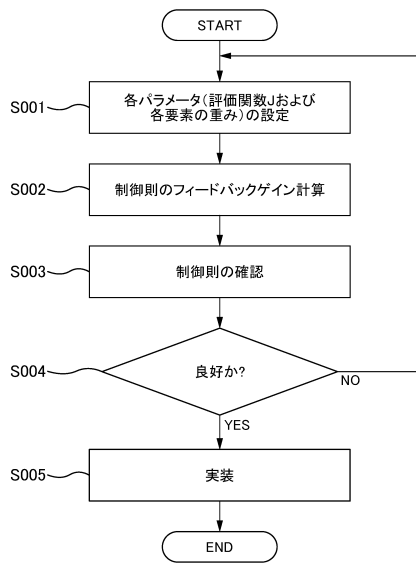 START
S001
各パラメータ(評価関数Jおよび
各要素の重み)の設定
S002
制御則のフィードバックゲイン計算
S003
制御則の確認
S004
良好か?
NO
YES
S005
実装
END